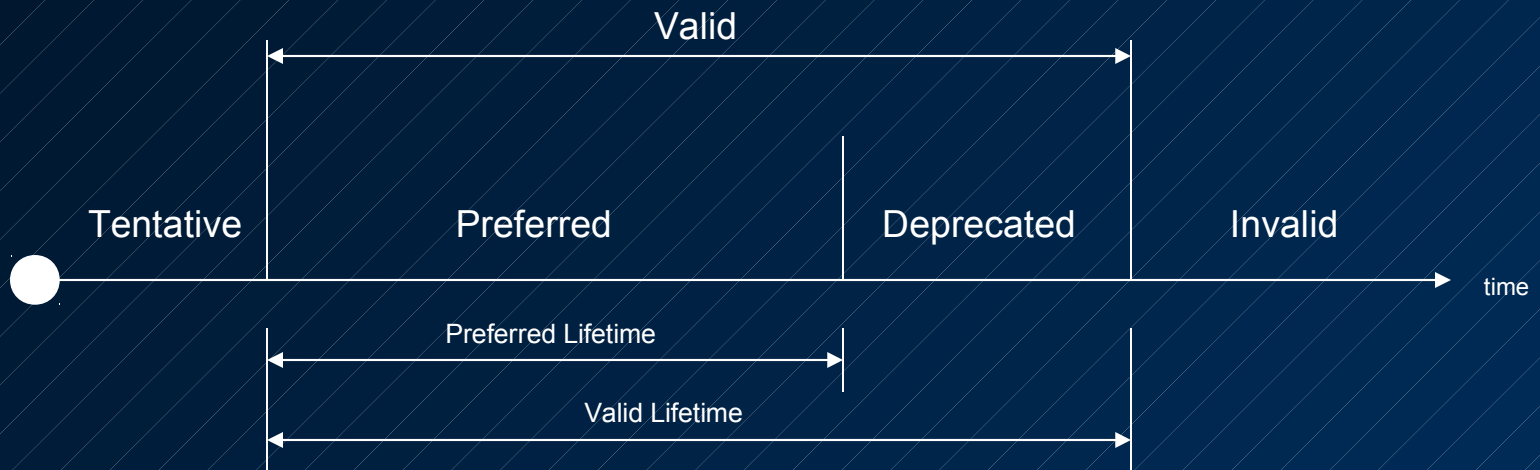 Valid
Tentative Preferred Deprecated Invalid
time
Preferred Lifetime
Valid Lifetime